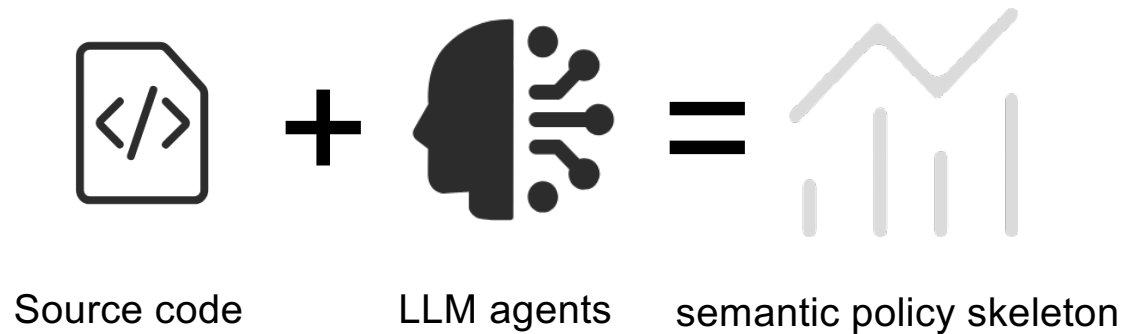 </>
+
=
Source code
LLM agents
semantic policy skeleton